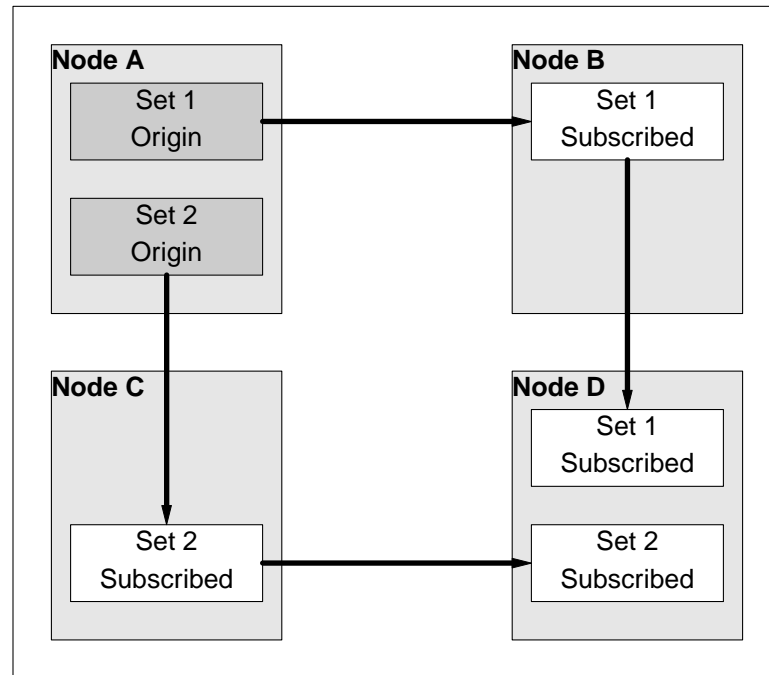 Node A
Set 1
Origin
Set 2
Origin
Node B
Set 1
Subscribed
Node C
Set 2
Subscribed
Node D
Set 1
Subscribed
Set 2
Subscribed